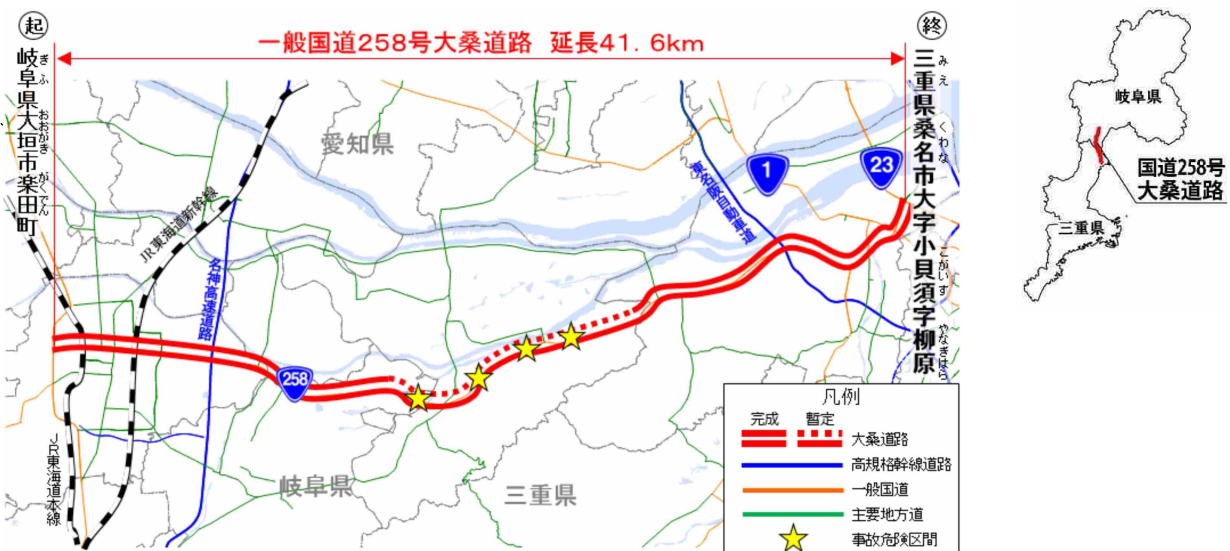 起
ぎふ おおがき がくでん
岐阜県大垣市楽田町
一般国道258号大桑道路 延長41.6km
終
みえ くわな こがいす やなぎはら
三重県桑名市大字小貝須字柳原
愛知県
JR東海道新幹線
名神高速道路
東名阪自動車道
1
23
258
JR東海道本線
岐阜県
三重県
凡例
完成 暫定
大桑道路
高規格幹線道路
一般国道
主要地方道
事故危険区間
岐阜県
国道258号
大桑道路
三重県